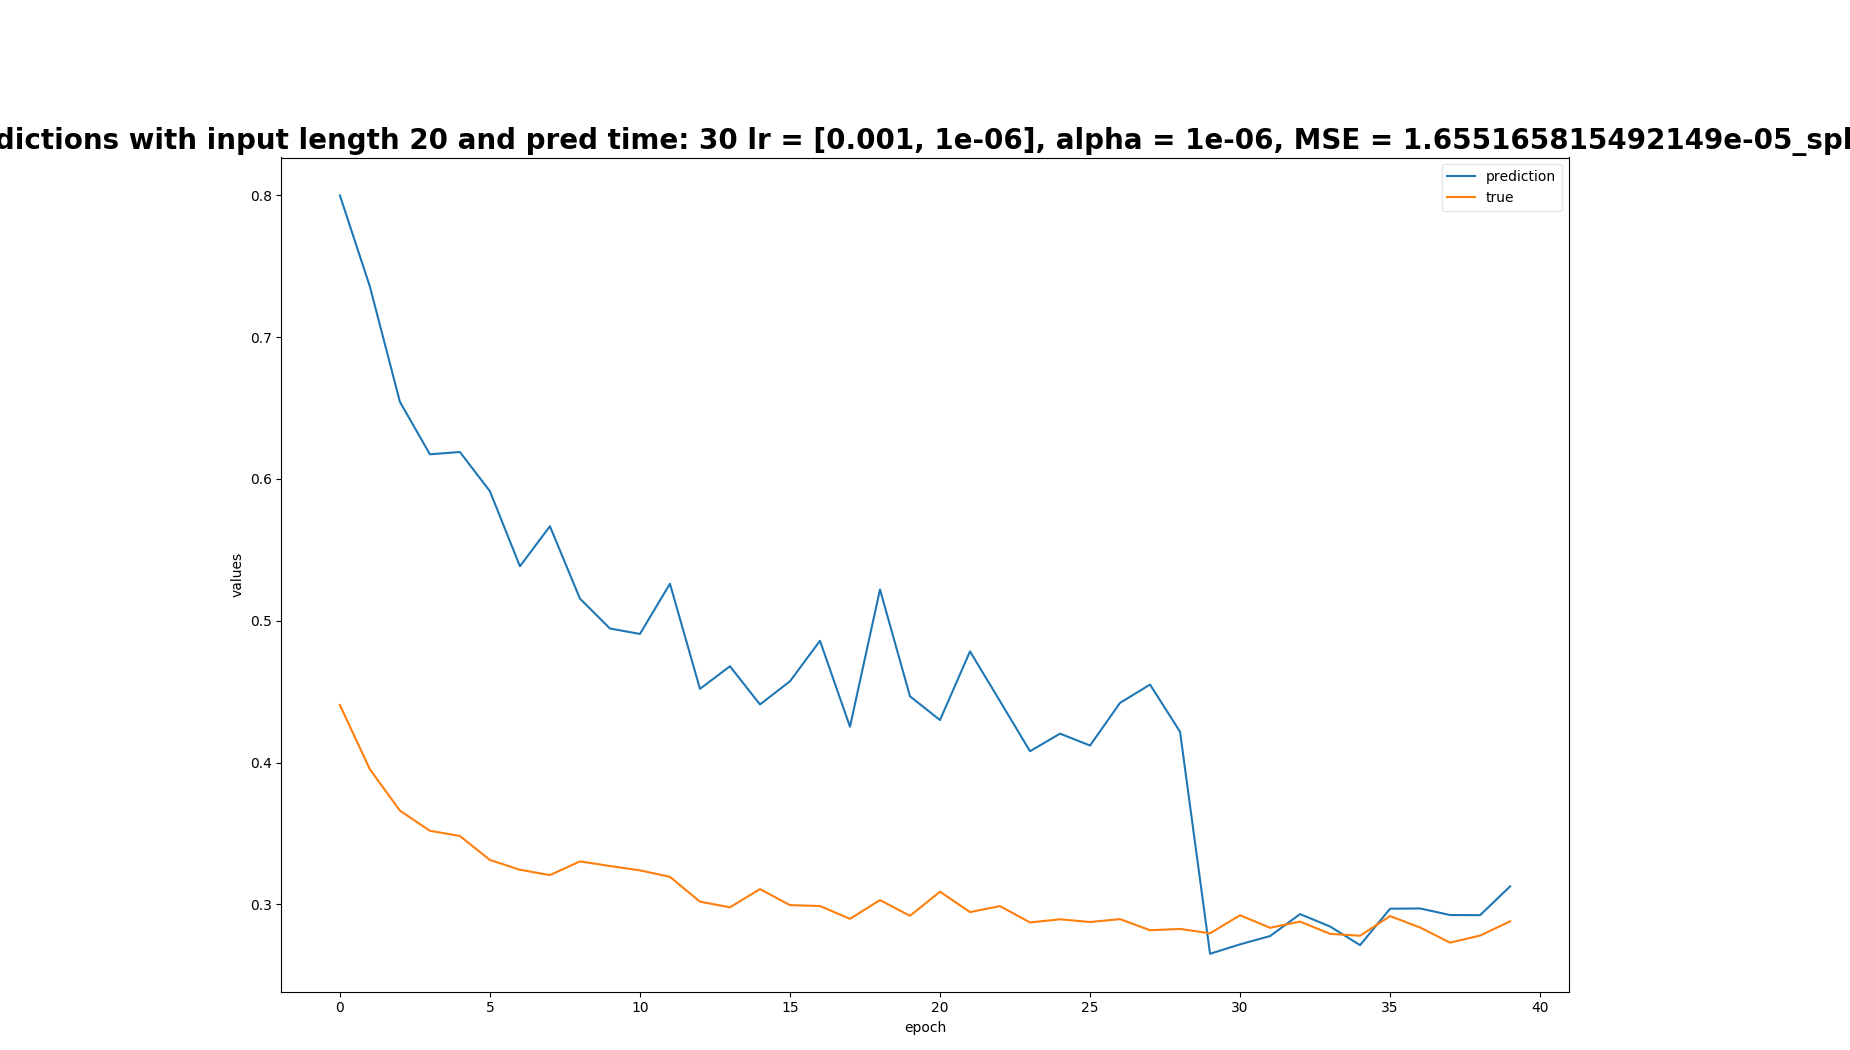 dictions with input length 20 and pred time: 30 lr = [0.001, 1e-06], alpha = 1e-06, MSE = 1.655165815492149e-05_spl
prediction
true
0.8
0.7
0.6
0.5
0.4
0.3
values
0 5 10 15 20 25 30 35 40
epoch